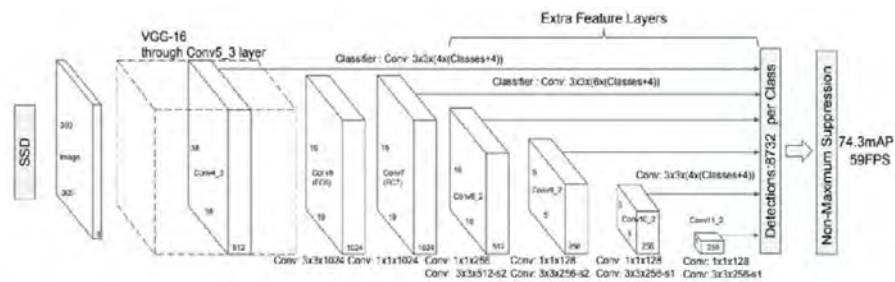 Extra Feature Layers
VGG-16
through Conv5_3 layer
Classifier : Conv: 3x3x(4x(Classes+4))
Classifier : Conv: 3x3x(6x(Classes+4))
SSD
300
Image
300
3
38
Conv4_3
38
512
19
Conv6
(FC6)
19
1024
19
Conv7
(FC7)
19
1024
10
Conv8_2
10
512
5
Conv9_2
5
256
Conv: 3x3x(4x(Classes+4))
3
Conv10_2
3
256
Conv11_2
256
Detections:8732 per Class
Non-Maximum Suppression
74.3mAP
59FPS
Conv: 3x3x1024
Conv: 1x1x1024
Conv: 1x1x256
Conv: 3x3x512-s2
Conv: 1x1x128
Conv: 3x3x256-s2
Conv: 1x1x128
Conv: 3x3x256-s1
Conv: 1x1x128
Conv: 3x3x256-s1